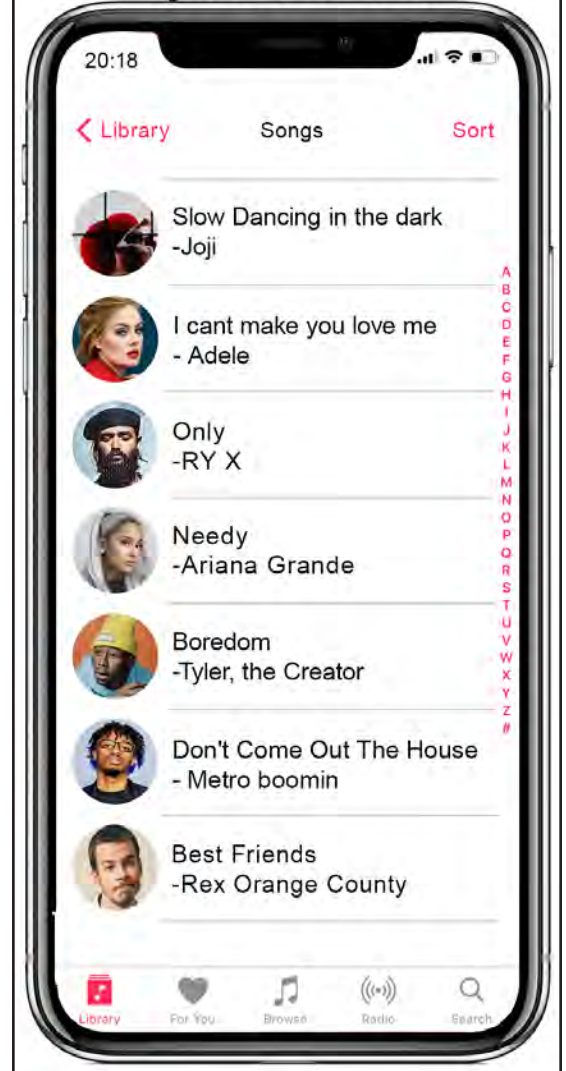 20:18
Library
Songs
Sort
Slow Dancing in the dark
-Joji
I cant make you love me
- Adele
Only
-RY X
Needy
-Ariana Grande
Boredom
-Tyler, the Creator
Don't Come Out The House
- Metro boomin
Best Friends
-Rex Orange County
A
B
C
D
E
F
G
H
I
J
K
L
M
N
O
P
Q
R
S
T
U
V
W
X
Y
Z
#
Library
For You
Browse
Radio
Search